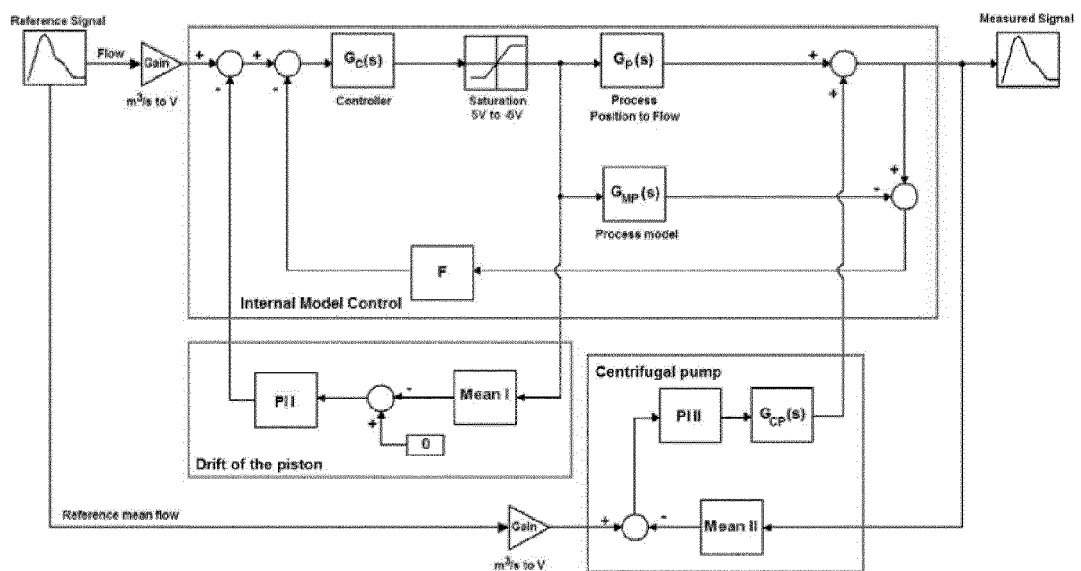 Reference Signal
Measured Signal
Flow
Gain
m³/s to V
+
-
+
-
G_C(s)
Controller
Saturation
5V to -5V
G_P(s)
Process
Position to Flow
+
+
+
-
G_MP(s)
Process model
F
Internal Model Control
PI I
-
+
Mean I
0
Drift of the piston
Centrifugal pump
PI II
G_CP(s)
Reference mean flow
Gain
m³/s to V
+
-
Mean II